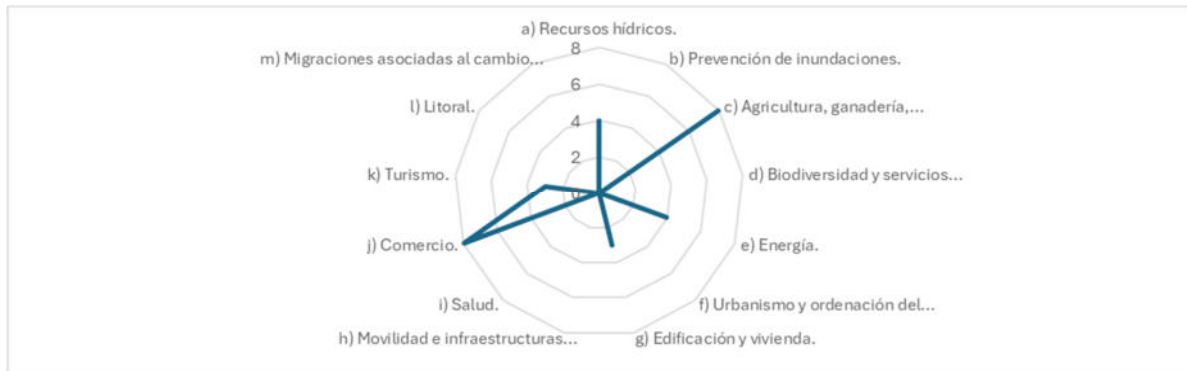 a) Recursos hídricos.
b) Prevención de inundaciones.
c) Agricultura, ganadería,...
d) Biodiversidad y servicios...
e) Energía.
f) Urbanismo y ordenación del...
g) Edificación y vivienda.
h) Movilidad e infraestructuras...
i) Salud.
j) Comercio.
k) Turismo.
l) Litoral.
m) Migraciones asociadas al cambio...
8
6
4
2
0